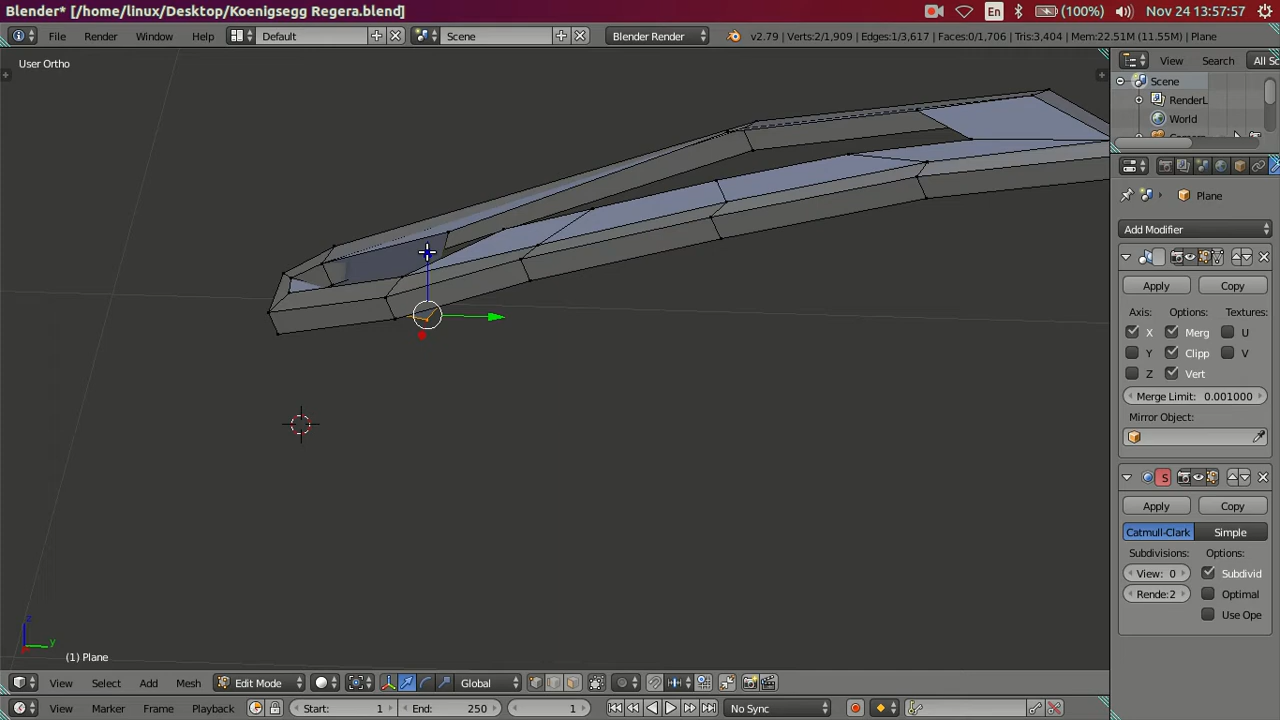 Blender* [/home/linux/Desktop/Koenigsegg Regera.blend]
En (100%) Nov 24 13:57:57
File Render Window Help Default Scene Blender Render v2.79 | Verts:2/1,909 | Edges:1/3,617 | Faces:0/1,706 | Tris:3,404 | Mem:22.51M (11.55M) | Plane
User Ortho
View Search All Sc
Scene
RenderL
World
Plane
Add Modifier
Apply Copy
Axis: Options: Textures:
X Merg U
Y Clipp V
Z Vert
Merge Limit: 0.001000
Mirror Object:
S
Apply Copy
Catmull-Clark Simple
Subdivisions: Options:
View: 0 Subdivid
Rende:2 Optimal
Use Ope
z
y
(1) Plane
View Select Add Mesh Edit Mode Global
View Marker Frame Playback Start: 1 End: 250 1 No Sync